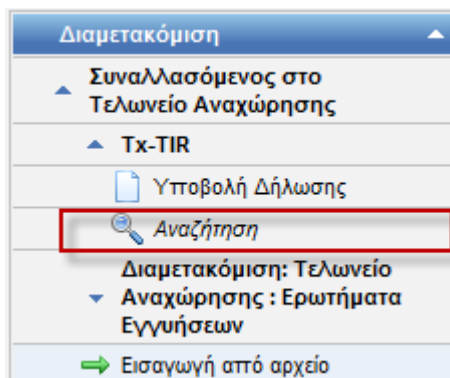 Διαμετακόμιση
Συναλλασόμενος στο
Τελωνείο Αναχώρησης
Tx-TIR
Υποβολή Δήλωσης
Αναζήτηση
Διαμετακόμιση: Τελωνείο
Αναχώρησης : Ερωτήματα
Εγγυήσεων
Εισαγωγή από αρχείο